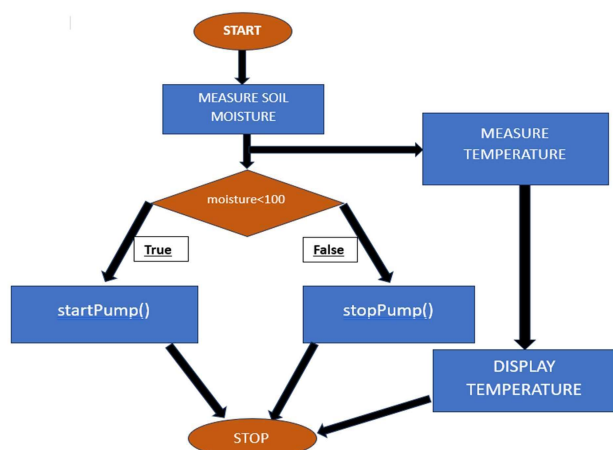 START
MEASURE SOIL
MOISTURE
MEASURE
TEMPERATURE
moisture<100
True
False
startPump()
stopPump()
DISPLAY
TEMPERATURE
STOP